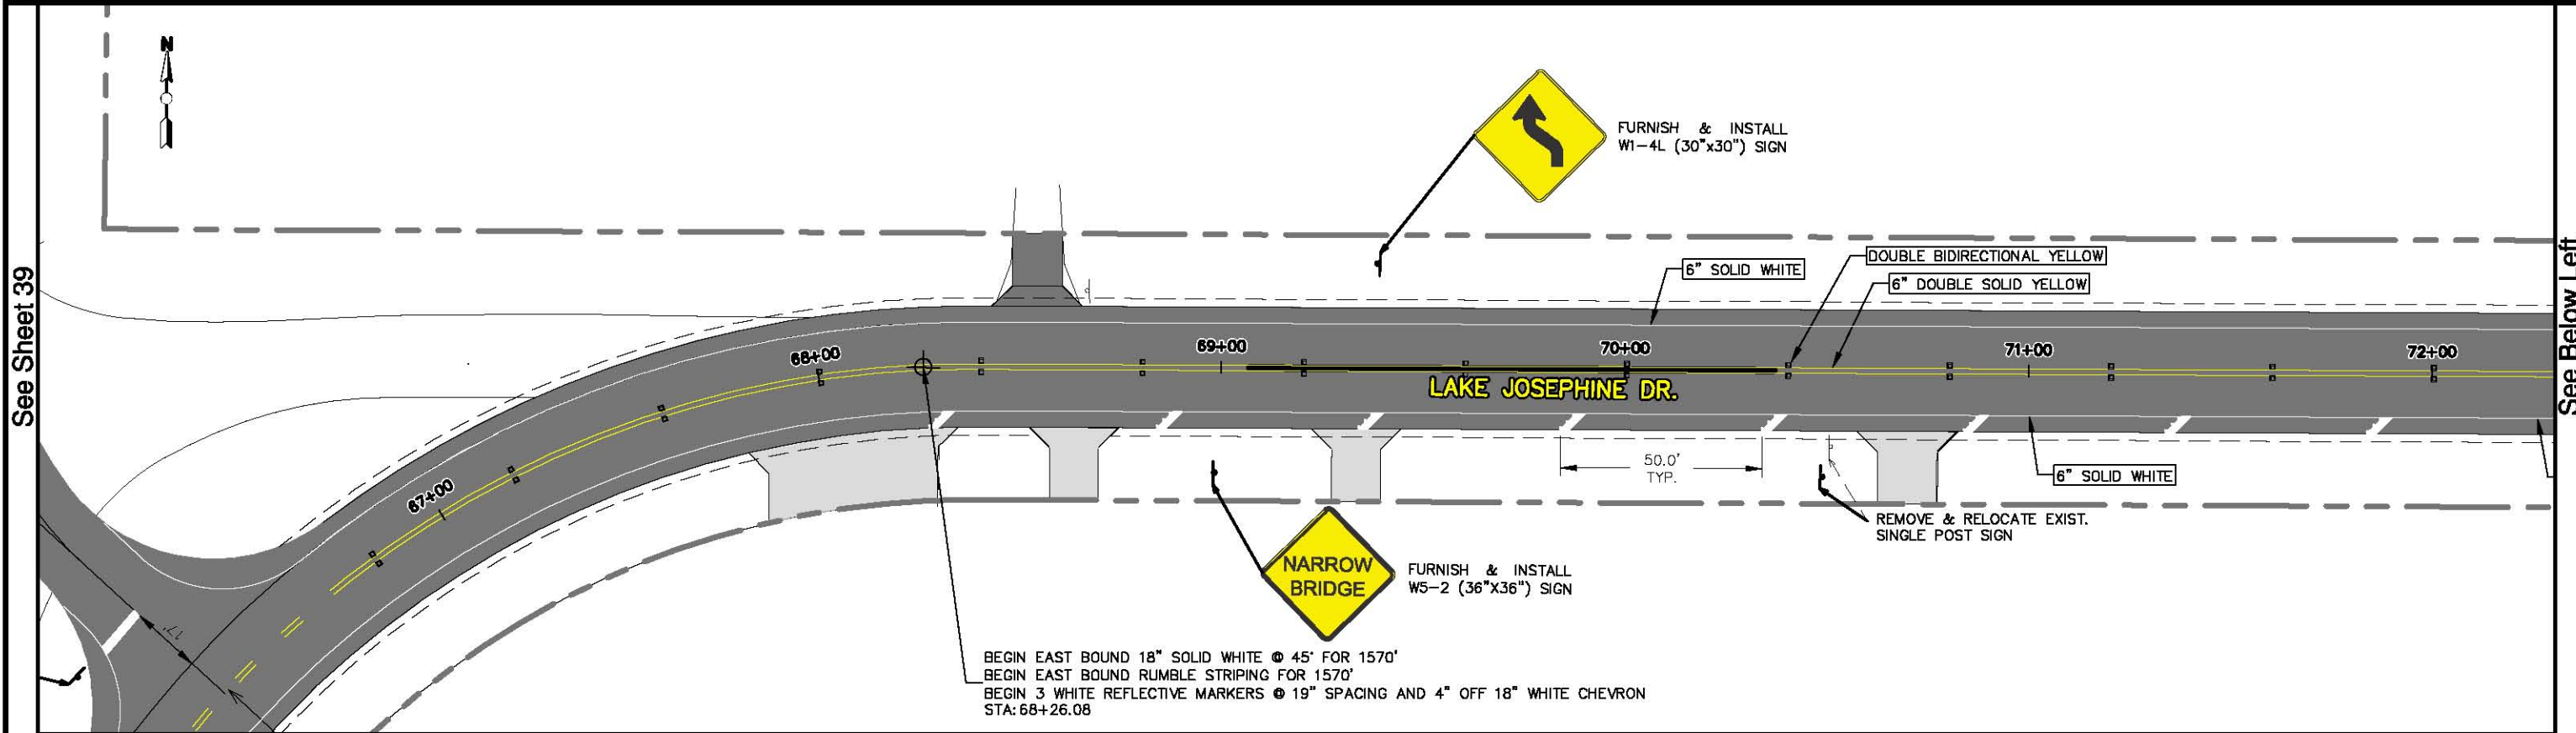 See Sheet 39
N
FURNISH & INSTALL
W1-4L (30"x30") SIGN
6" SOLID WHITE
DOUBLE BIDIRECTIONAL YELLOW
6" DOUBLE SOLID YELLOW
67+00
68+00
69+00
70+00
71+00
72+00
LAKE JOSEPHINE DR.
50.0'
TYP.
6" SOLID WHITE
REMOVE & RELOCATE EXIST.
SINGLE POST SIGN
NARROW
BRIDGE
FURNISH & INSTALL
W5-2 (36"X36") SIGN
17'
BEGIN EAST BOUND 18" SOLID WHITE @ 45° FOR 1570'
BEGIN EAST BOUND RUMBLE STRIPING FOR 1570'
BEGIN 3 WHITE REFLECTIVE MARKERS @ 19" SPACING AND 4" OFF 18" WHITE CHEVRON
STA:68+26.08
See Below Left